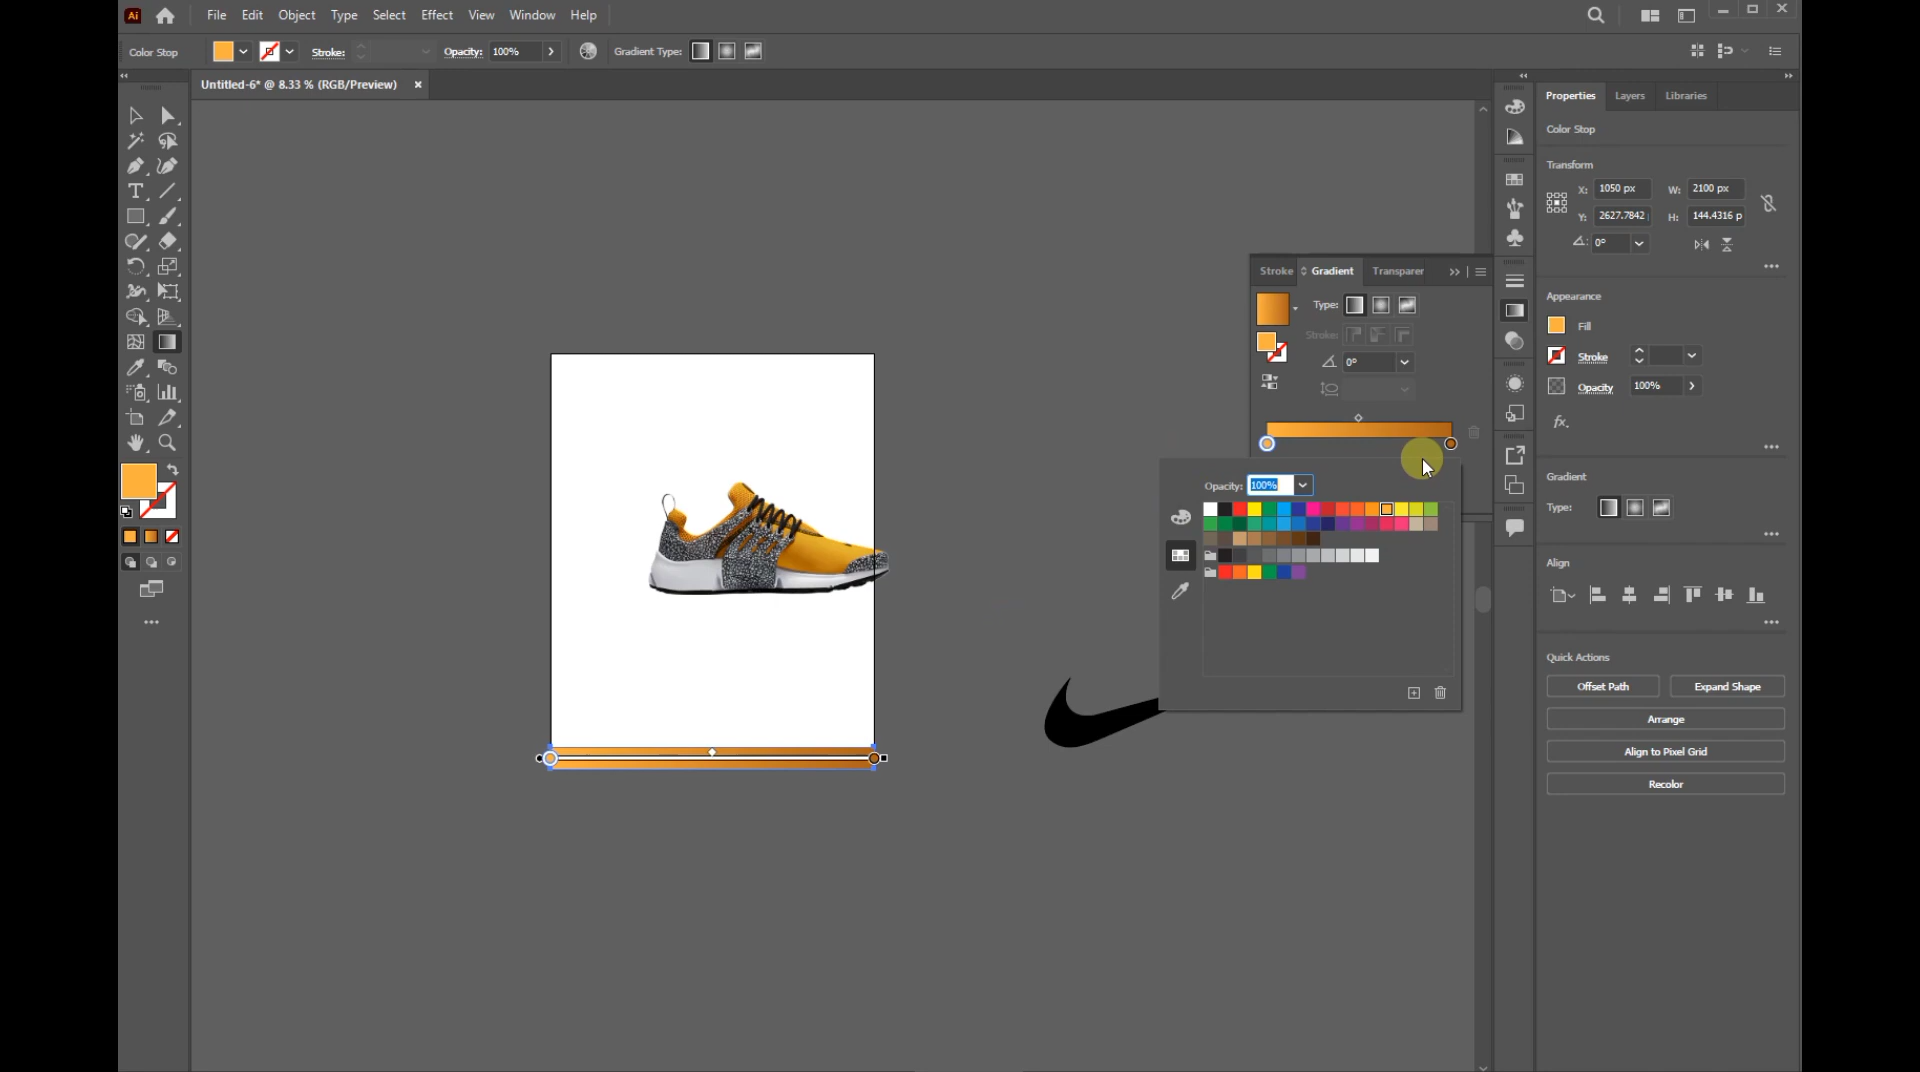 Ai File Edit Object Type Select Effect View Window Help
Color Stop Stroke: Opacity: 100% Gradient Type:
Untitled-6* @ 8.33 % (RGB/Preview) ×
Properties Layers Libraries
Color Stop
Transform
X: 1050 px W: 2100 px
Y: 2627.7842 H: 144.4316 p
0°
Appearance
Fill
Stroke
Opacity 100%
fx.
Gradient
Type:
Align
Quick Actions
Offset Path Expand Shape
Arrange
Align to Pixel Grid
Recolor
Stroke Gradient Transparer
Type:
Stroke:
0°
Opacity: 100%